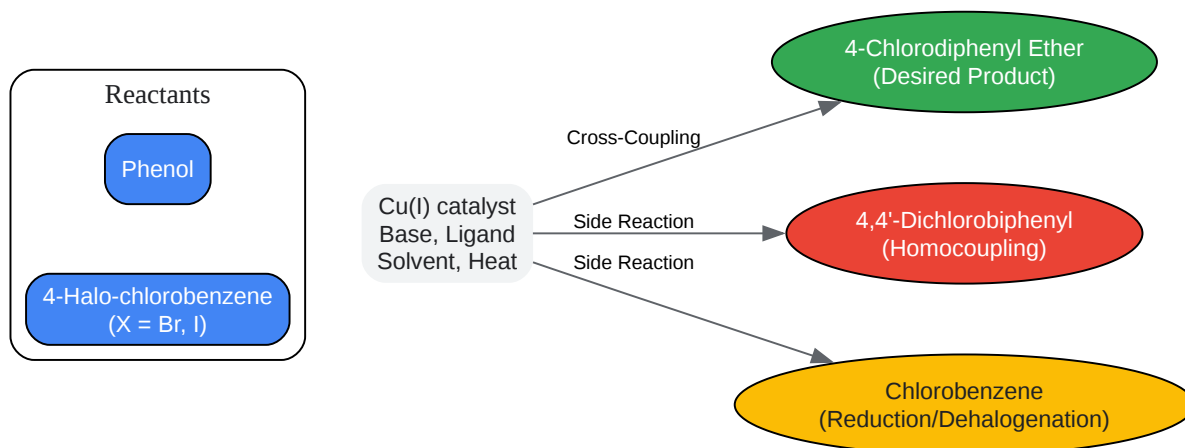 Reactants
Phenol
4-Halo-chlorobenzene
(X = Br, I)
Cu(I) catalyst
Base, Ligand
Solvent, Heat
Cross-Coupling
Side Reaction
Side Reaction
4-Chlorodiphenyl Ether
(Desired Product)
4,4'-Dichlorobiphenyl
(Homocoupling)
Chlorobenzene
(Reduction/Dehalogenation)